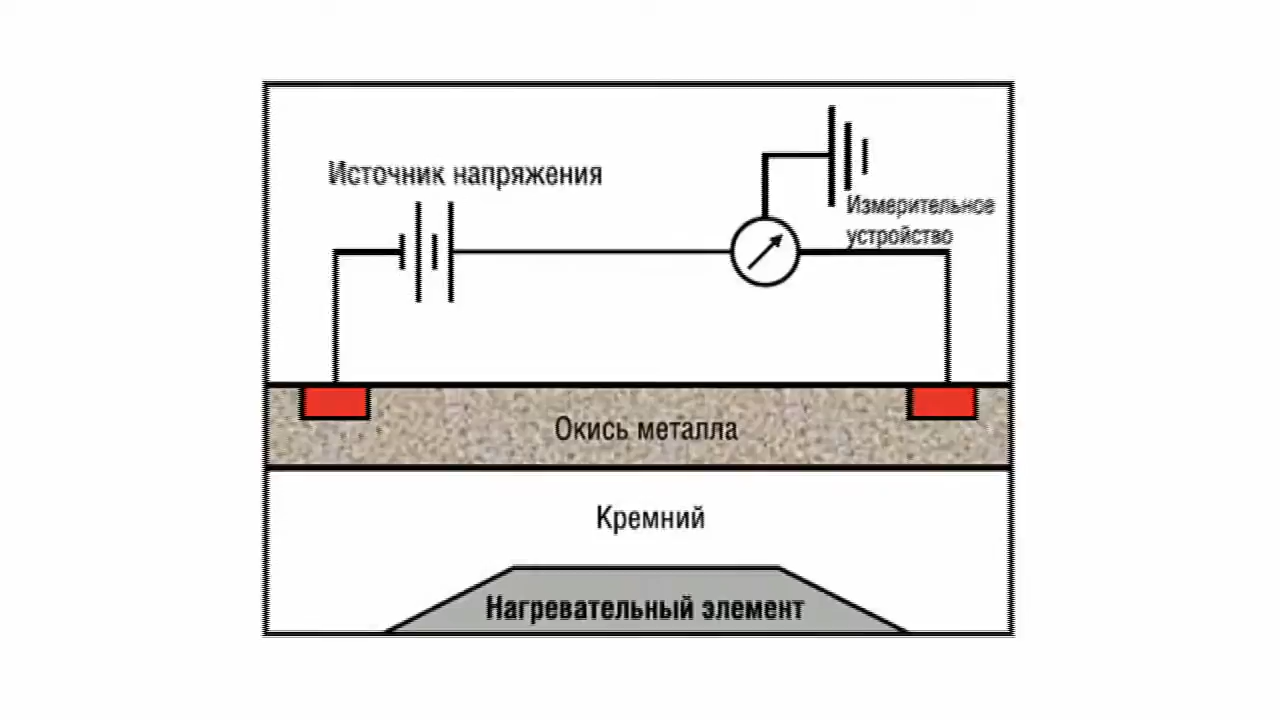 Источник напряжения
Измерительное
устройство
Окись металла
Кремний
Нагревательный элемент